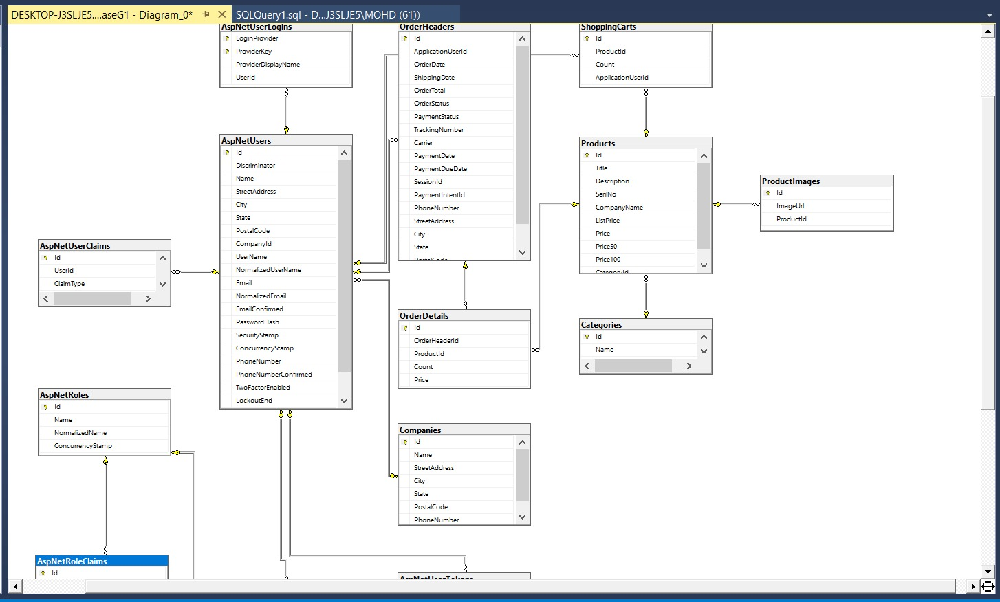 DESKTOP-J3SLJE5....aseG1 - Diagram_0*
SQLQuery1.sql - D...J3SLJE5\MOHD (61))
AspNetUserLogins
LoginProvider
ProviderKey
ProviderDisplayName
UserId
OrderHeaders
Id
ApplicationUserId
OrderDate
ShippingDate
OrderTotal
OrderStatus
PaymentStatus
TrackingNumber
Carrier
PaymentDate
PaymentDueDate
SessionId
PaymentIntentId
PhoneNumber
StreetAddress
City
State
PostalCode
ShoppingCarts
Id
ProductId
Count
ApplicationUserId
AspNetUsers
Id
Discriminator
Name
StreetAddress
City
State
PostalCode
CompanyId
UserName
NormalizedUserName
Email
NormalizedEmail
EmailConfirmed
PasswordHash
SecurityStamp
ConcurrencyStamp
PhoneNumber
PhoneNumberConfirmed
TwoFactorEnabled
LockoutEnd
Products
Id
Title
Description
SerilNo
CompanyName
ListPrice
Price
Price50
Price100
CategoryId
ProductImages
Id
ImageUrl
ProductId
AspNetUserClaims
Id
UserId
ClaimType
OrderDetails
Id
OrderHeaderId
ProductId
Count
Price
Categories
Id
Name
AspNetRoles
Id
Name
NormalizedName
ConcurrencyStamp
Companies
Id
Name
StreetAddress
City
State
PostalCode
PhoneNumber
AspNetRoleClaims
Id
AspNetUserTokens